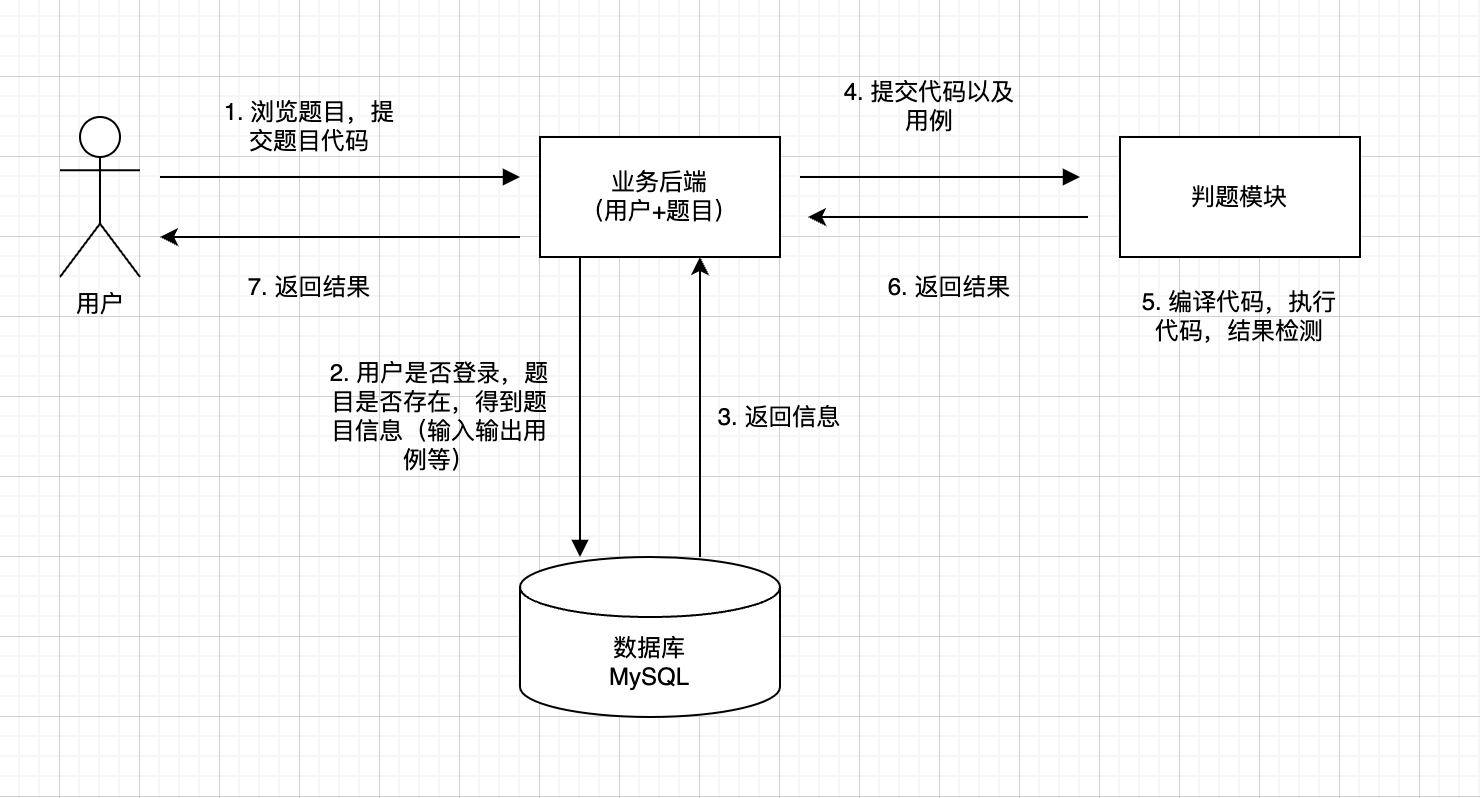 1. 浏览题目，提
交题目代码
4. 提交代码以及
用例
业务后端
（用户+题目）
判题模块
用户
7. 返回结果
6. 返回结果
5. 编译代码，执行
代码，结果检测
2. 用户是否登录，题
目是否存在，得到题
目信息（输入输出用
例等）
3. 返回信息
数据库
MySQL